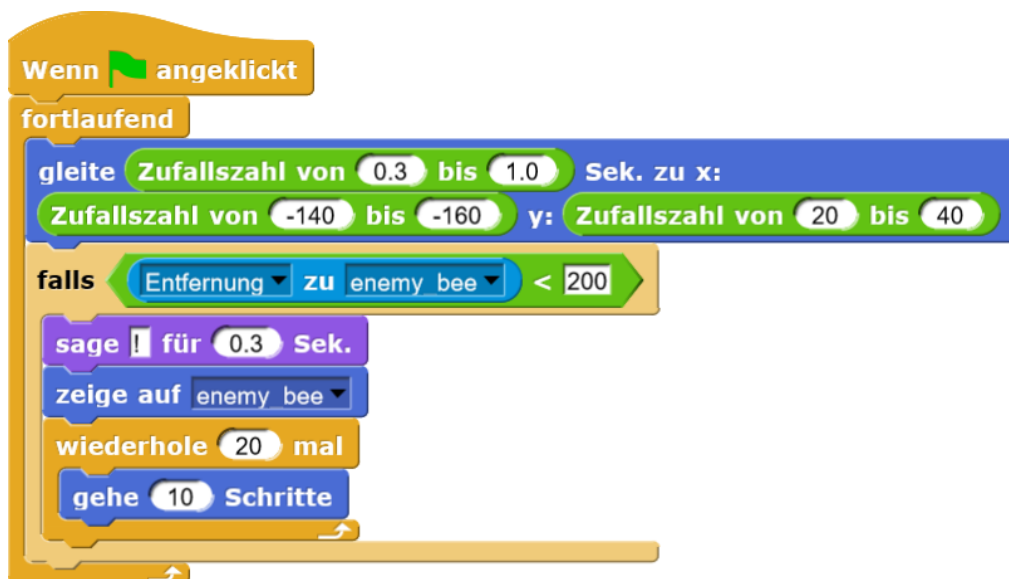 Wenn angeklickt
fortlaufend
gleite Zufallszahl von 0.3 bis 1.0 Sek. zu x:
Zufallszahl von -140 bis -160 y: Zufallszahl von 20 bis 40
falls Entfernung zu enemy_bee < 200
sage ! für 0.3 Sek.
zeige auf enemy_bee
wiederhole 20 mal
gehe 10 Schritte